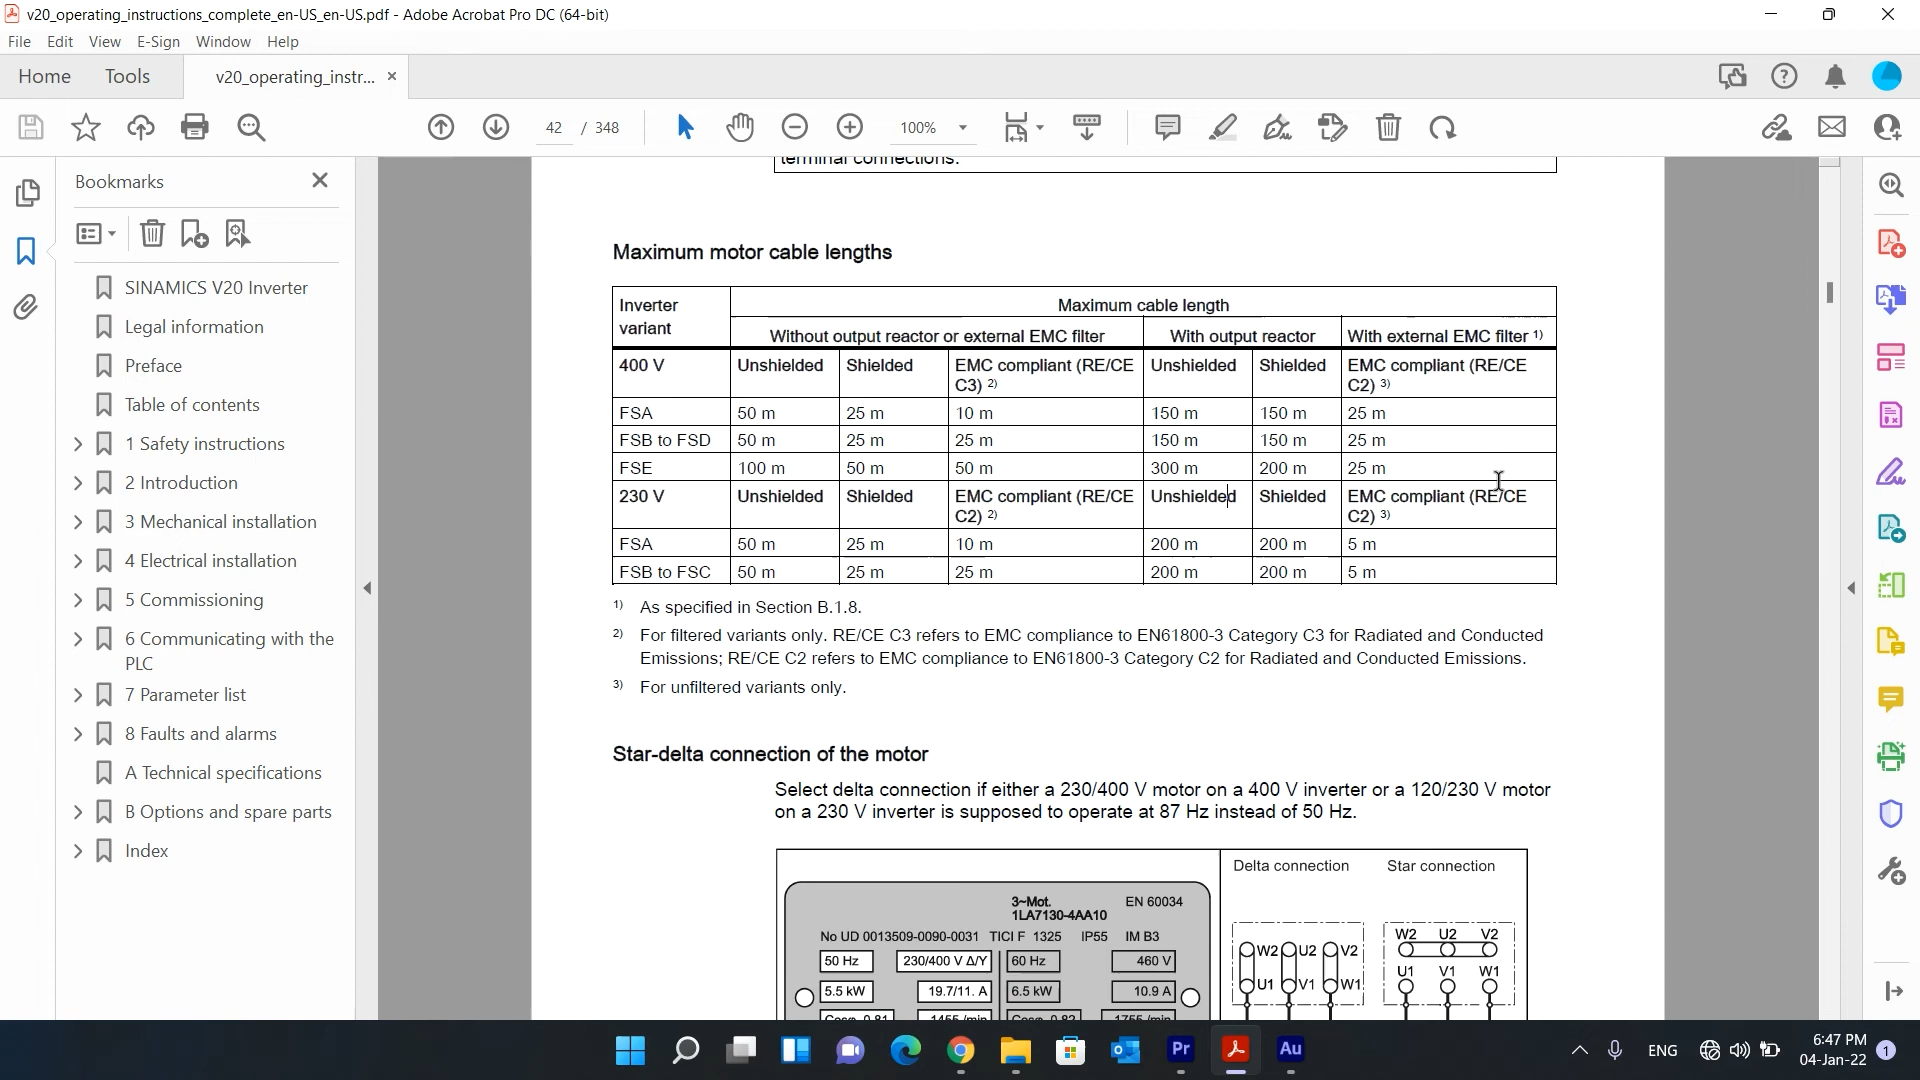 v20_operating_instructions_complete_en-US_en-US.pdf - Adobe Acrobat Pro DC (64-bit)
File Edit View E-Sign Window Help
Home Tools v20_operating_instr... ×
42 / 348 100%
Bookmarks
SINAMICS V20 Inverter
Legal information
Preface
Table of contents
1 Safety instructions
2 Introduction
3 Mechanical installation
4 Electrical installation
5 Commissioning
6 Communicating with the
PLC
7 Parameter list
8 Faults and alarms
A Technical specifications
B Options and spare parts
Index
terminal connections.
Maximum motor cable lengths
Inverter variant Maximum cable length
Without output reactor or external EMC filter With output reactor With external EMC filter 1)
400 V Unshielded Shielded EMC compliant (RE/CE C3) 2) Unshielded Shielded EMC compliant (RE/CE C2) 3)
FSA 50 m 25 m 10 m 150 m 150 m 25 m
FSB to FSD 50 m 25 m 25 m 150 m 150 m 25 m
FSE 100 m 50 m 50 m 300 m 200 m 25 m
230 V Unshielded Shielded EMC compliant (RE/CE C2) 2) Unshielded Shielded EMC compliant (RE/CE C2) 3)
FSA 50 m 25 m 10 m 200 m 200 m 5 m
FSB to FSC 50 m 25 m 25 m 200 m 200 m 5 m
1) As specified in Section B.1.8.
2) For filtered variants only. RE/CE C3 refers to EMC compliance to EN61800-3 Category C3 for Radiated and Conducted
Emissions; RE/CE C2 refers to EMC compliance to EN61800-3 Category C2 for Radiated and Conducted Emissions.
3) For unfiltered variants only.
Star-delta connection of the motor
Select delta connection if either a 230/400 V motor on a 400 V inverter or a 120/230 V motor
on a 230 V inverter is supposed to operate at 87 Hz instead of 50 Hz.
Delta connection Star connection
3~Mot. EN 60034
1LA7130-4AA10
No UD 0013509-0090-0031 TICI F 1325 IP55 IM B3
50 Hz 230/400 V Δ/Y 60 Hz 460 V
5.5 kW 19.7/11. A 6.5 kW 10.9 A
Cosφ 0.81 1455 /min Cosφ 0.82 1755 /min
W2 U2 V2
U1 V1 W1
W2 U2 V2
U1 V1 W1
Pr Au
ENG
6:47 PM
04-Jan-22
1